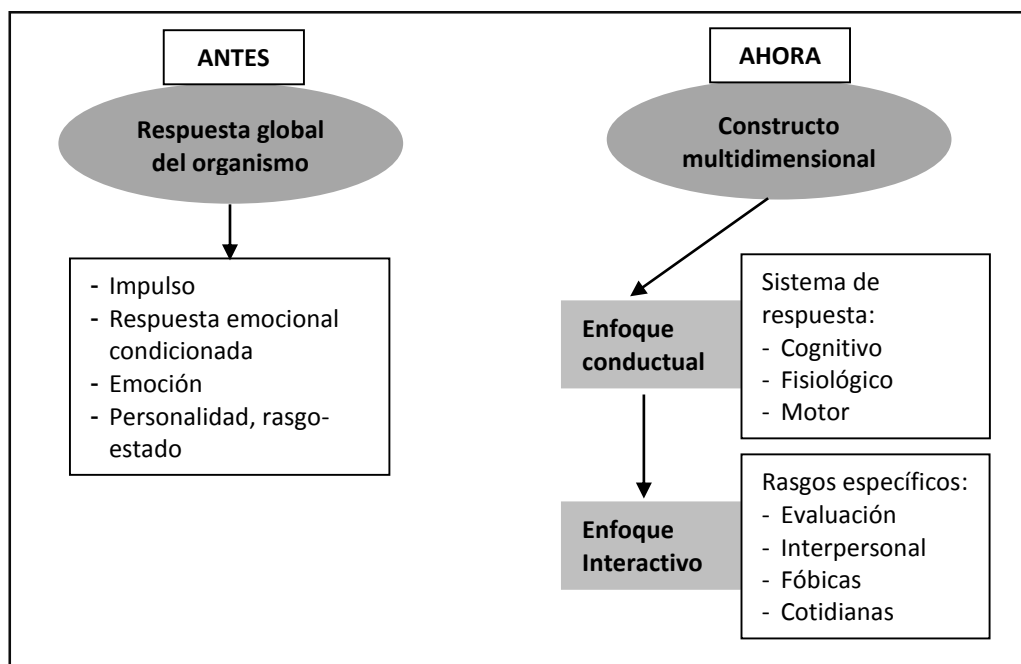 ANTES
Respuesta global
del organismo
- Impulso
- Respuesta emocional
condicionada
- Emoción
- Personalidad, rasgo-
estado
AHORA
Constructo
multidimensional
Enfoque
conductual
Sistema de
respuesta:
- Cognitivo
- Fisiológico
- Motor
Enfoque
Interactivo
Rasgos específicos:
- Evaluación
- Interpersonal
- Fóbicas
- Cotidianas